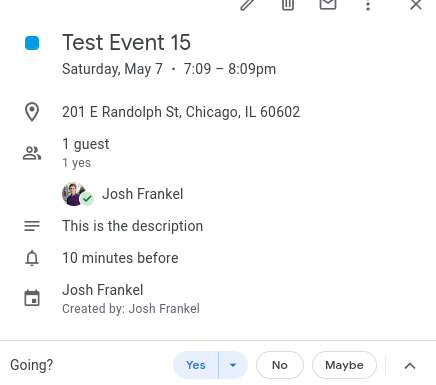 Test Event 15
Saturday, May 7 · 7:09 – 8:09pm
201 E Randolph St, Chicago, IL 60602
1 guest
1 yes
Josh Frankel
This is the description
10 minutes before
Josh Frankel
Created by: Josh Frankel
Going? Yes No Maybe